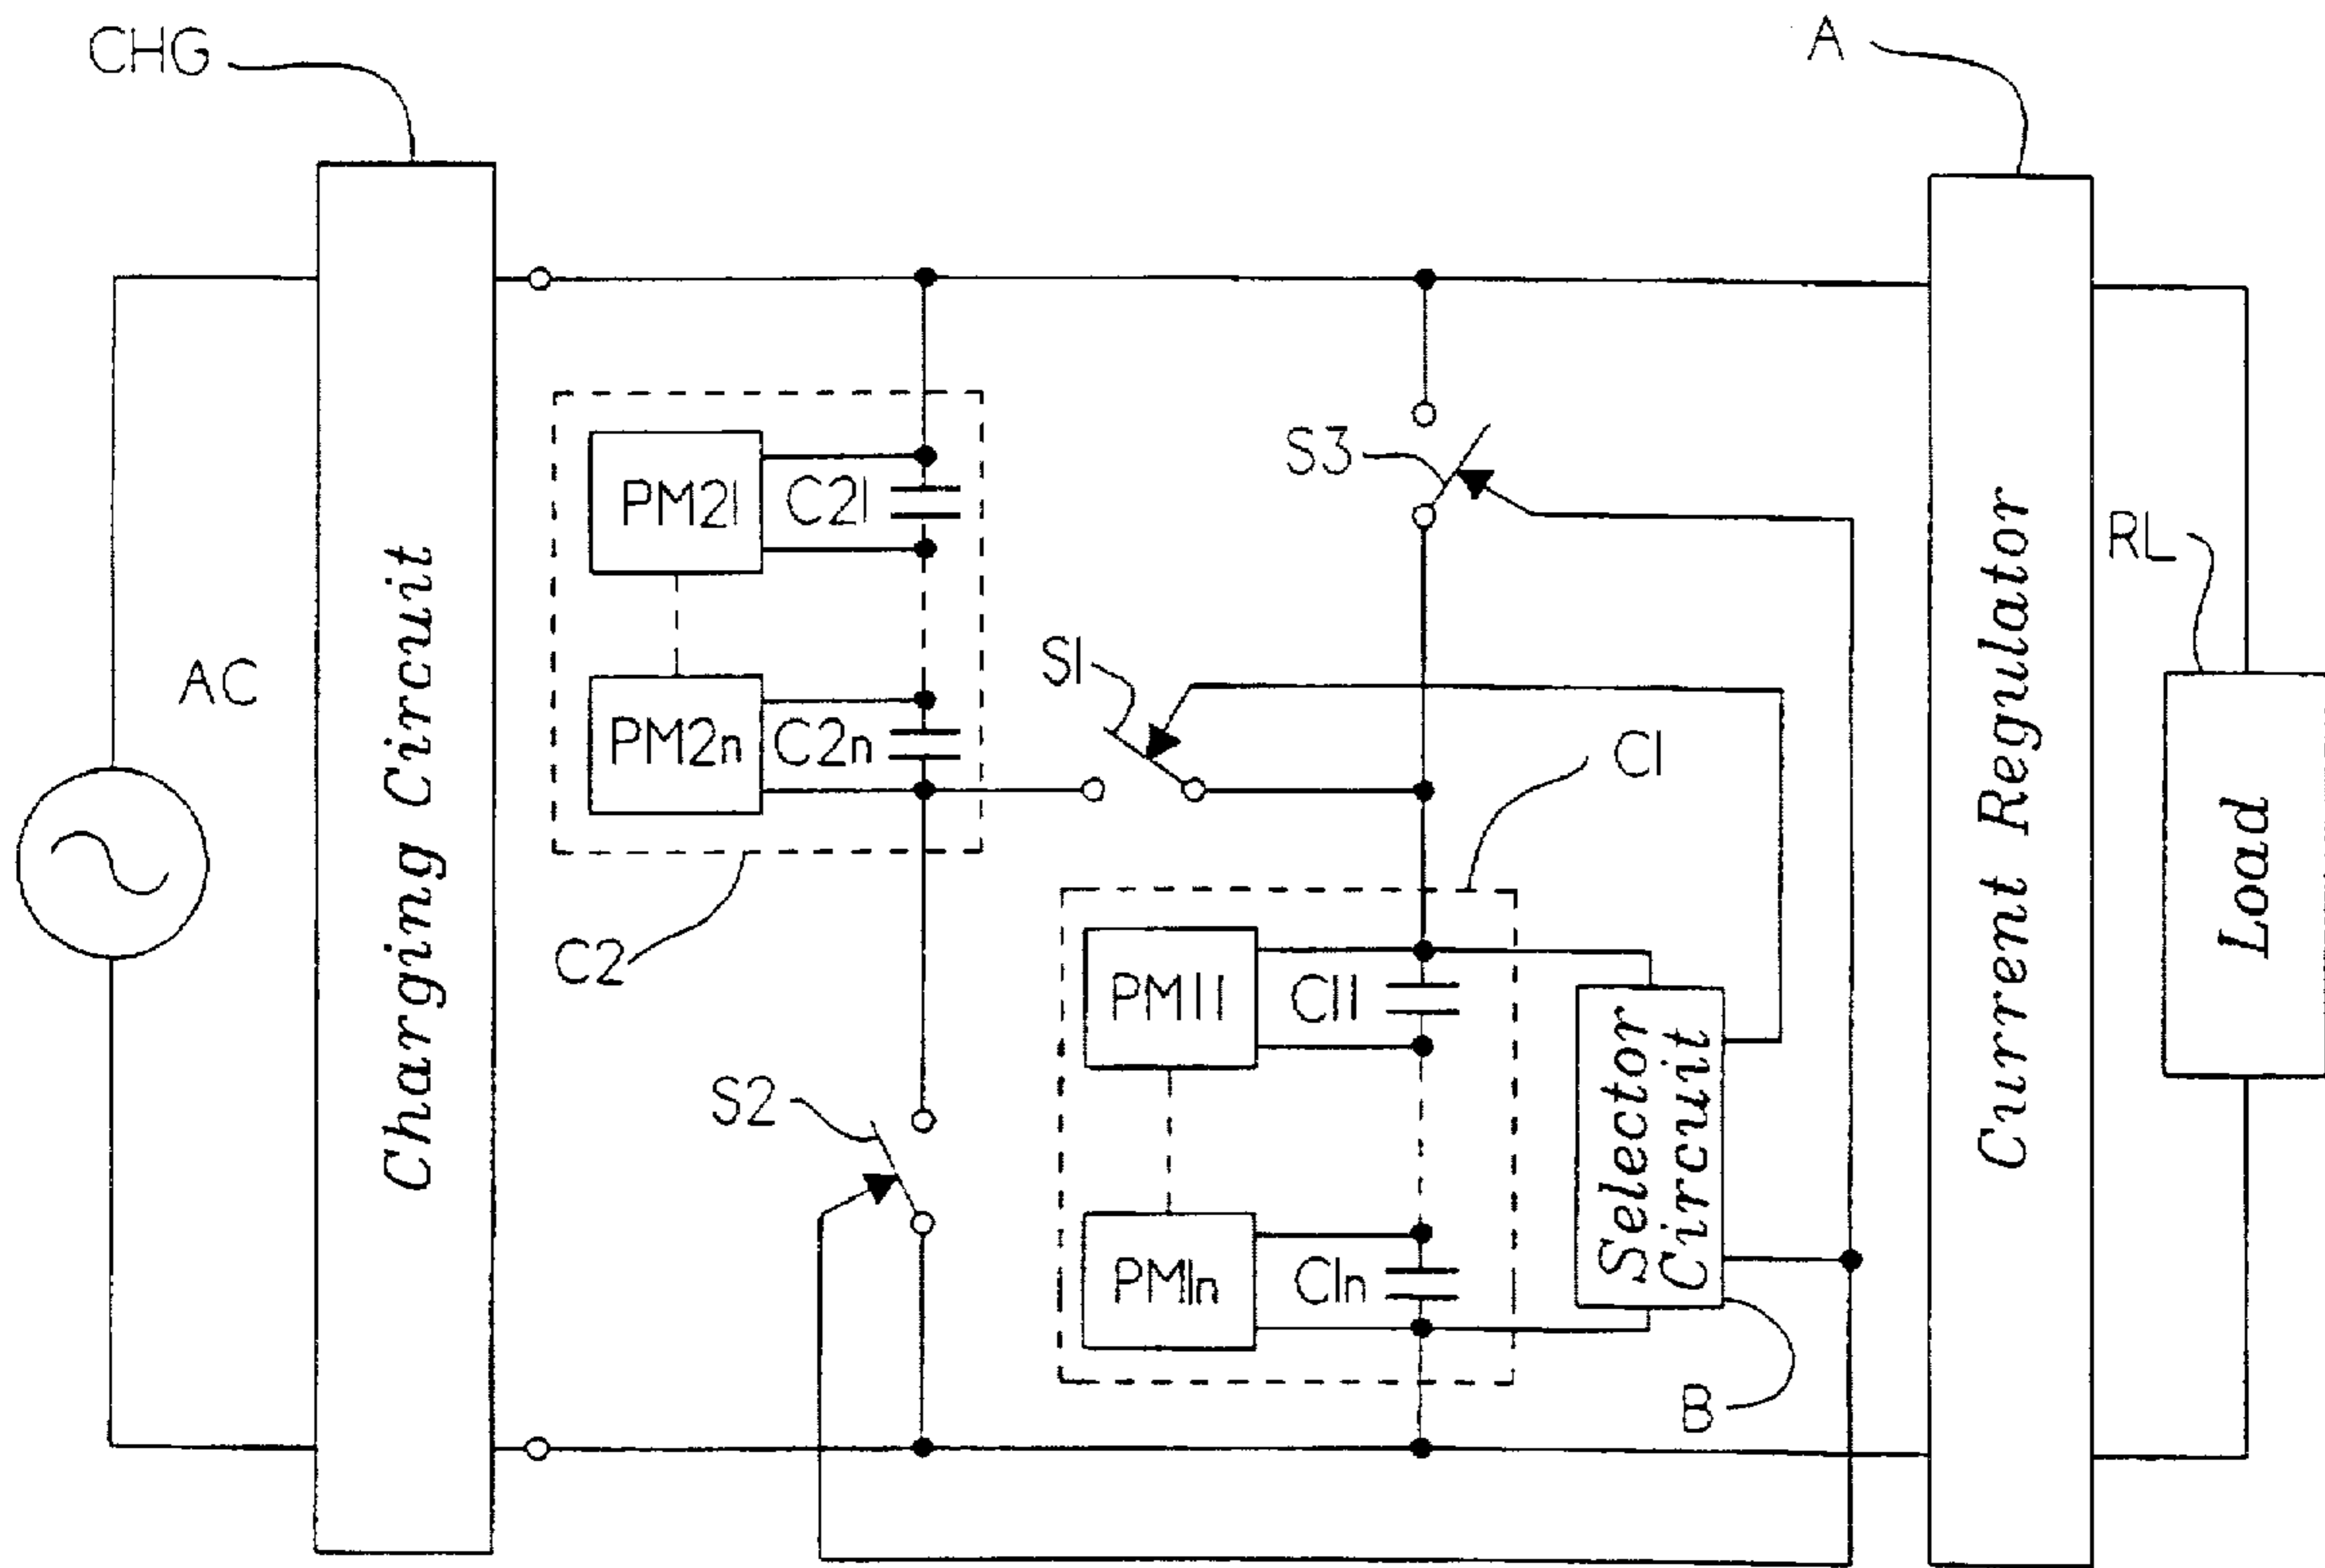 CHG
A
S3
PM21
C21
RL
AC
S1
PM2n
C2n
C1
Charging Circuit
Current Regulator
Load
C2
PM11
C11
S2
Selector
Circuit
PM1n
C1n
B